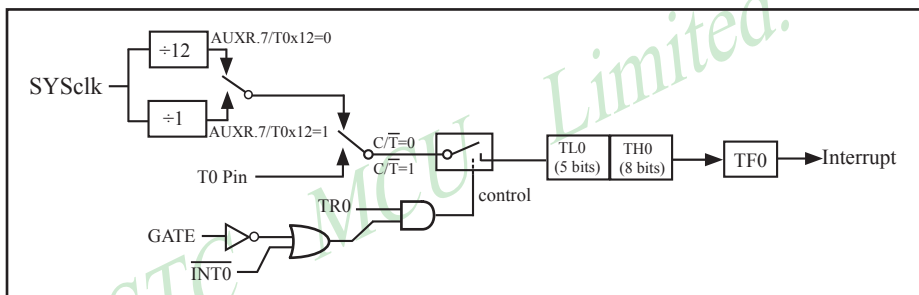 AUXR.7/T0x12=0
÷12
SYSclk
÷1
AUXR.7/T0x12=1
C/T̅=0
C/T̅=1
T0 Pin
TL0
(5 bits)
TH0
(8 bits)
TF0
Interrupt
control
TR0
GATE
I̅N̅T̅0̅
STC MCU Limited.